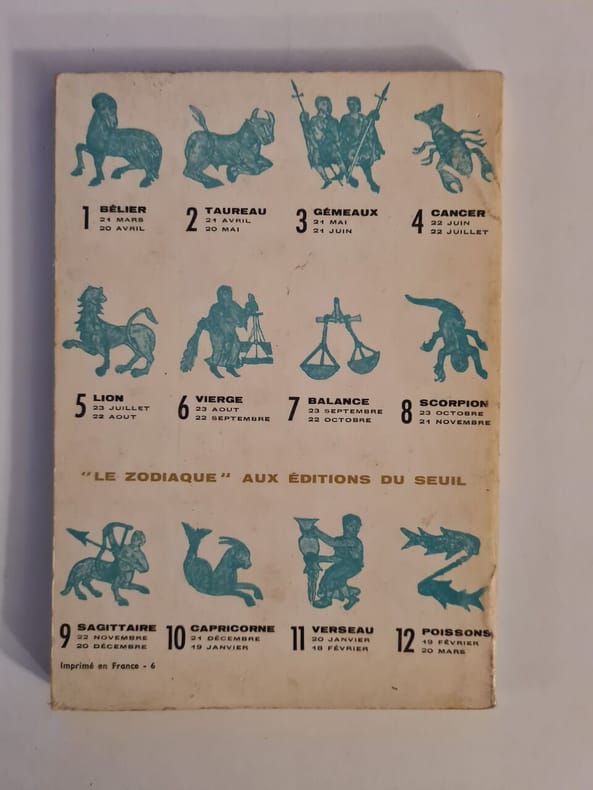 1 BÉLIER
21 MARS
20 AVRIL
2 TAUREAU
21 AVRIL
20 MAI
3 GÉMEAUX
21 MAI
21 JUIN
4 CANCER
22 JUIN
22 JUILLET
5 LION
23 JUILLET
22 AOUT
6 VIERGE
23 AOUT
22 SEPTEMBRE
7 BALANCE
23 SEPTEMBRE
22 OCTOBRE
8 SCORPION
23 OCTOBRE
21 NOVEMBRE
"LE ZODIAQUE" AUX ÉDITIONS DU SEUIL
9 SAGITTAIRE
22 NOVEMBRE
20 DÉCEMBRE
10 CAPRICORNE
21 DÉCEMBRE
19 JANVIER
11 VERSEAU
20 JANVIER
18 FÉVRIER
12 POISSONS
19 FÉVRIER
20 MARS
Imprimé en France - 6